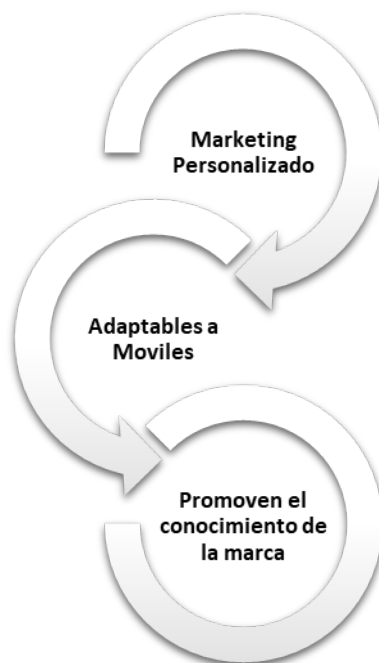 Marketing
Personalizado
Adaptables a
Moviles
Promoven el
conocimiento de
la marca